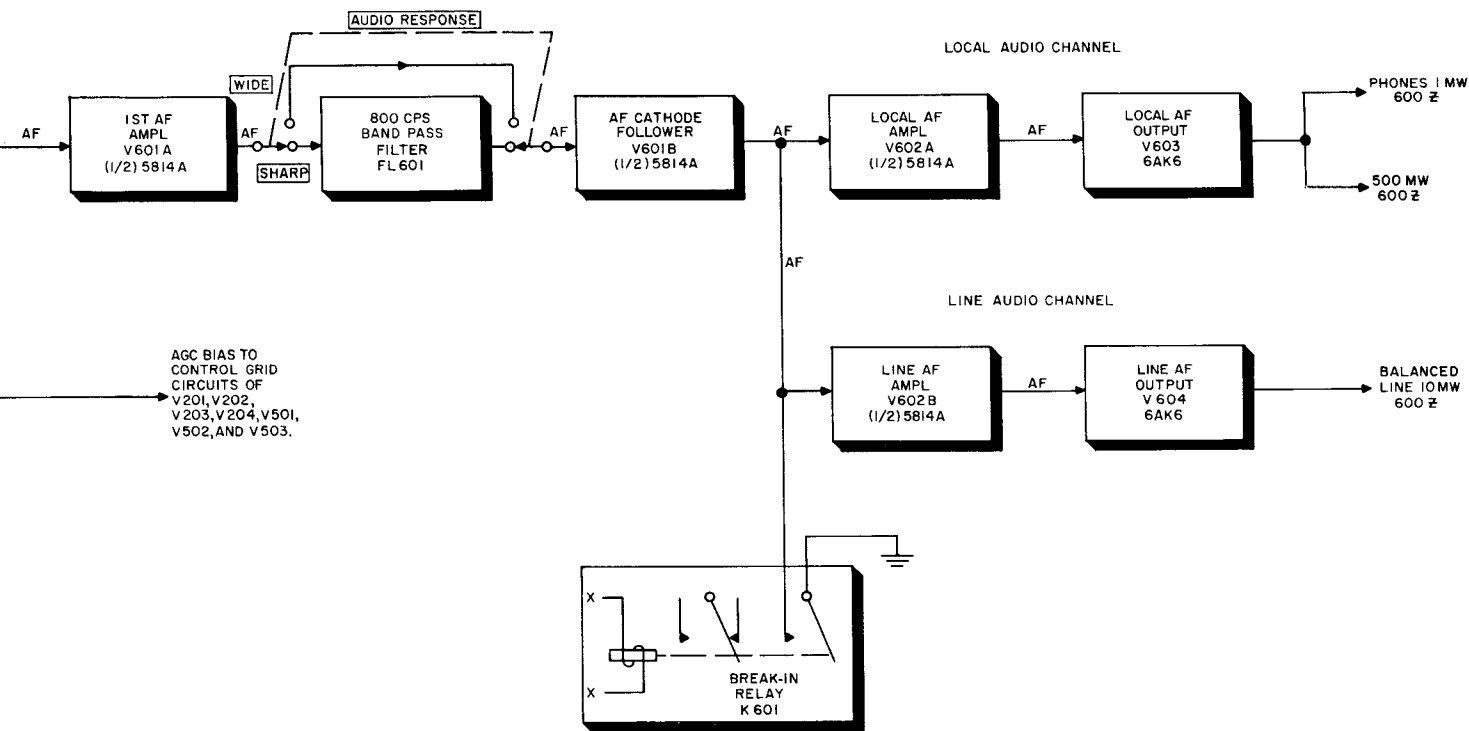 AUDIO RESPONSE
WIDE
SHARP
AF
1ST AF
AMPL
V601A
(1/2) 5814A
AF
800 CPS
BAND PASS
FILTER
FL601
AF
AF CATHODE
FOLLOWER
V601B
(1/2) 5814A
AF
LOCAL AUDIO CHANNEL
LOCAL AF
AMPL
V602A
(1/2) 5814A
AF
LOCAL AF
OUTPUT
V603
6AK6
PHONES 1 MW
600 Z
500 MW
600 Z
AF
LINE AUDIO CHANNEL
LINE AF
AMPL
V602B
(1/2) 5814A
AF
LINE AF
OUTPUT
V604
6AK6
BALANCED
LINE 10MW
600 Z
AGC BIAS TO
CONTROL GRID
CIRCUITS OF
V201, V202,
V203, V204, V501,
V502, AND V503.
X
X
BREAK-IN
RELAY
K601